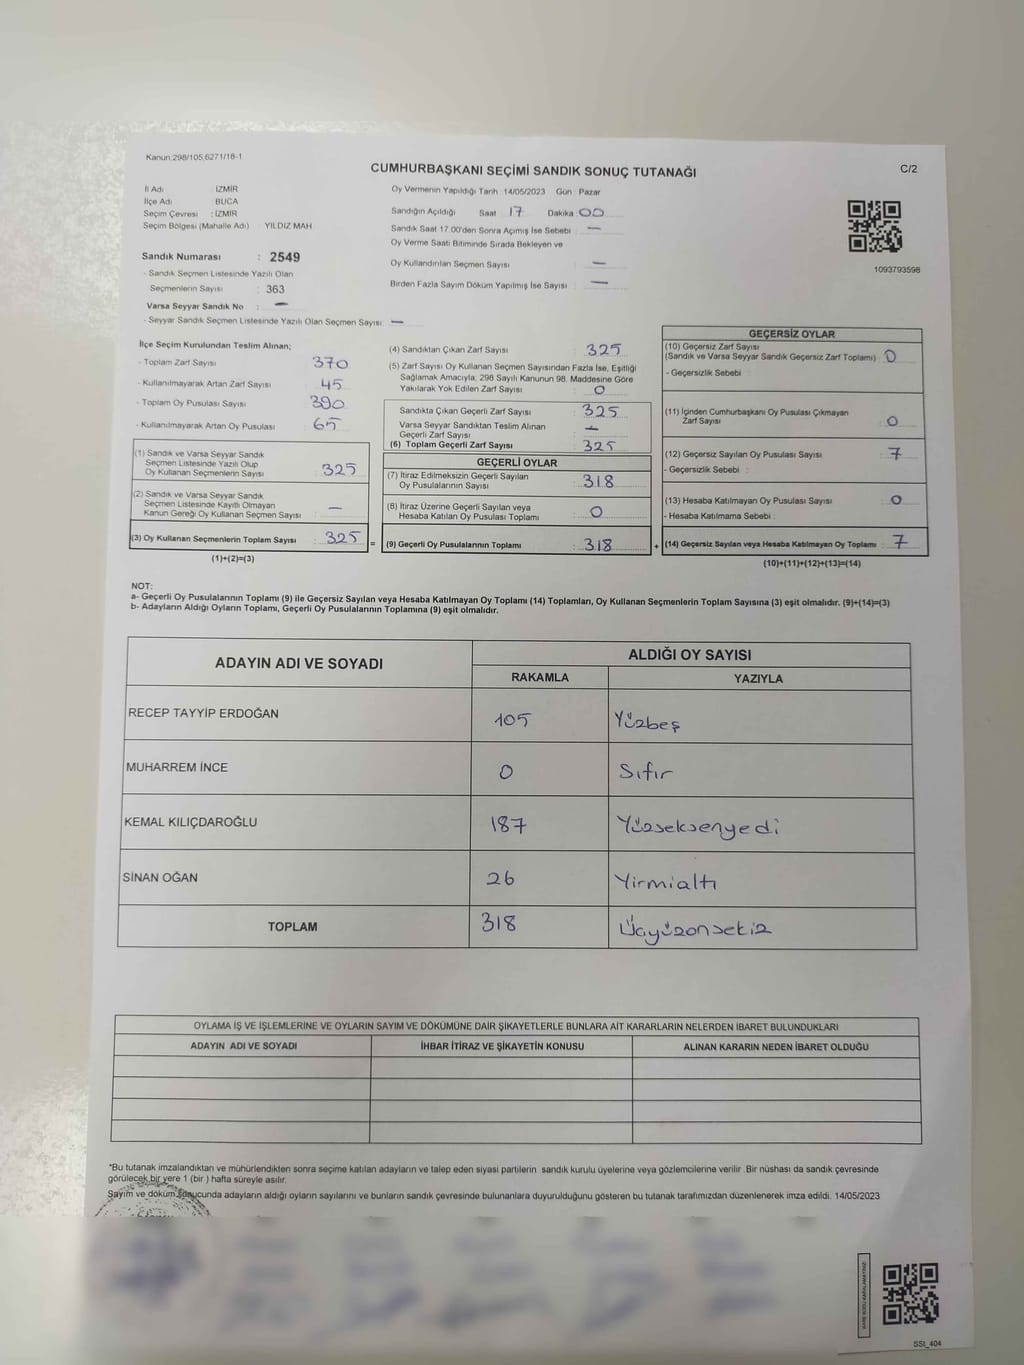 Kanun:298/105,6271/18-1
CUMHURBAŞKANI SEÇİMİ SANDIK SONUÇ TUTANAĞI
C/2
İl Adı : İZMİR
İlçe Adı : BUCA
Seçim Çevresi : İZMİR
Seçim Bölgesi (Mahalle Adı) : YILDIZ MAH
Oy Vermenin Yapıldığı Tarih 14/05/2023 Gün : Pazar
Sandığın Açıldığı Saat 17 Dakika 00
Sandık Saat 17.00'den Sonra Açımış İse Sebebi : —
Oy Verme Saati Bitiminde Sırada Bekleyen ve
Oy Kullandırılan Seçmen Sayısı : —
Birden Fazla Sayım Döküm Yapılmış İse Sayısı : —
1093793598
Sandık Numarası : 2549
- Sandık Seçmen Listesinde Yazılı Olan
Seçmenlerin Sayısı : 363
Varsa Seyyar Sandık No : —
- Seyyar Sandık Seçmen Listesinde Yazılı Olan Seçmen Sayısı : —
İlçe Seçim Kurulundan Teslim Alınan;
- Toplam Zarf Sayısı : 370
- Kullanılmayarak Artan Zarf Sayısı : 45
- Toplam Oy Pusulası Sayısı : 390
- Kullanılmayarak Artan Oy Pusulası : 65
(1) Sandık ve Varsa Seyyar Sandık
Seçmen Listesinde Yazılı Olup
Oy Kullanan Seçmenlerin Sayısı : 325
(2) Sandık ve Varsa Seyyar Sandık
Seçmen Listesinde Kayıtlı Olmayan
Kanun Gereği Oy Kullanan Seçmen Sayısı : —
(3) Oy Kullanan Seçmenlerin Toplam Sayısı : 325 =
(1)+(2)=(3)
(4) Sandıktan Çıkan Zarf Sayısı : 325
(5) Zarf Sayısı Oy Kullanan Seçmen Sayısından Fazla İse, Eşitliği
Sağlamak Amacıyla, 298 Sayılı Kanunun 98. Maddesine Göre
Yakılarak Yok Edilen Zarf Sayısı : 0
Sandıkta Çıkan Geçerli Zarf Sayısı : 325
Varsa Seyyar Sandıktan Teslim Alınan
Geçerli Zarf Sayısı : —
(6) Toplam Geçerli Zarf Sayısı : 325
GEÇERLİ OYLAR
(7) İtiraz Edilmeksizin Geçerli Sayılan
Oy Pusulalarının Sayısı : 318
(8) İtiraz Üzerine Geçerli Sayılan veya
Hesaba Katılan Oy Pusulası Toplamı : 0
(9) Geçerli Oy Pusulalarının Toplamı : 318 +
GEÇERSİZ OYLAR
(10) Geçersiz Zarf Sayısı
(Sandık ve Varsa Seyyar Sandık Geçersiz Zarf Toplamı) : 0
- Geçersizlik Sebebi :
(11) İçinden Cumhurbaşkanı Oy Pusulası Çıkmayan
Zarf Sayısı : 0
(12) Geçersiz Sayılan Oy Pusulası Sayısı : 7
- Geçersizlik Sebebi :
(13) Hesaba Katılmayan Oy Pusulası Sayısı : 0
- Hesaba Katılmama Sebebi :
(14) Geçersiz Sayılan veya Hesaba Katılmayan Oy Toplamı : 7
(10)+(11)+(12)+(13)=(14)
NOT:
a- Geçerli Oy Pusulalarının Toplamı (9) ile Geçersiz Sayılan veya Hesaba Katılmayan Oy Toplamı (14) Toplamları, Oy Kullanan Seçmenlerin Toplam Sayısına (3) eşit olmalıdır. (9)+(14)=(3)
b- Adayların Aldığı Oyların Toplamı, Geçerli Oy Pusulalarının Toplamına (9) eşit olmalıdır.
ADAYIN ADI VE SOYADI ALDIĞI OY SAYISI
RAKAMLA YAZIYLA
RECEP TAYYİP ERDOĞAN 105 Yüzbeş
MUHARREM İNCE 0 Sıfır
KEMAL KILIÇDAROĞLU 187 Yüzseksenyedi
SİNAN OĞAN 26 Yirmialtı
TOPLAM 318 Üçyüzonsekiz
OYLAMA İŞ VE İŞLEMLERİNE VE OYLARIN SAYIM VE DÖKÜMÜNE DAİR ŞİKAYETLERLE BUNLARA AİT KARARLARIN NELERDEN İBARET BULUNDUKLARI
ADAYIN ADI VE SOYADI İHBAR İTİRAZ VE ŞİKAYETİN KONUSU ALINAN KARARIN NEDEN İBARET OLDUĞU
*Bu tutanak imzalandıktan ve mühürlendikten sonra seçime katılan adayların ve talep eden siyasi partilerin sandık kurulu üyelerine veya gözlemcilerine verilir. Bir nüshası da sandık çevresinde
görülecek bir yere 1 (bir ) hafta süreyle asılır.
Sayım ve döküm sonucunda adayların aldığı oyların sayılarını ve bunların sandık çevresinde bulunanlara duyurulduğunu gösteren bu tutanak tarafımızdan düzenlenerek imza edildi. 14/05/2023
SSt_404